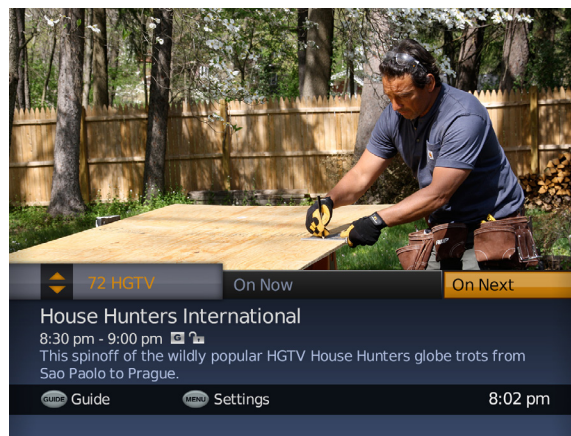 72 HGTV On Now On Next
House Hunters International
8:30 pm - 9:00 pm G
This spinoff of the wildly popular HGTV House Hunters globe trots from
Sao Paolo to Prague.
GUIDE Guide MENU Settings 8:02 pm